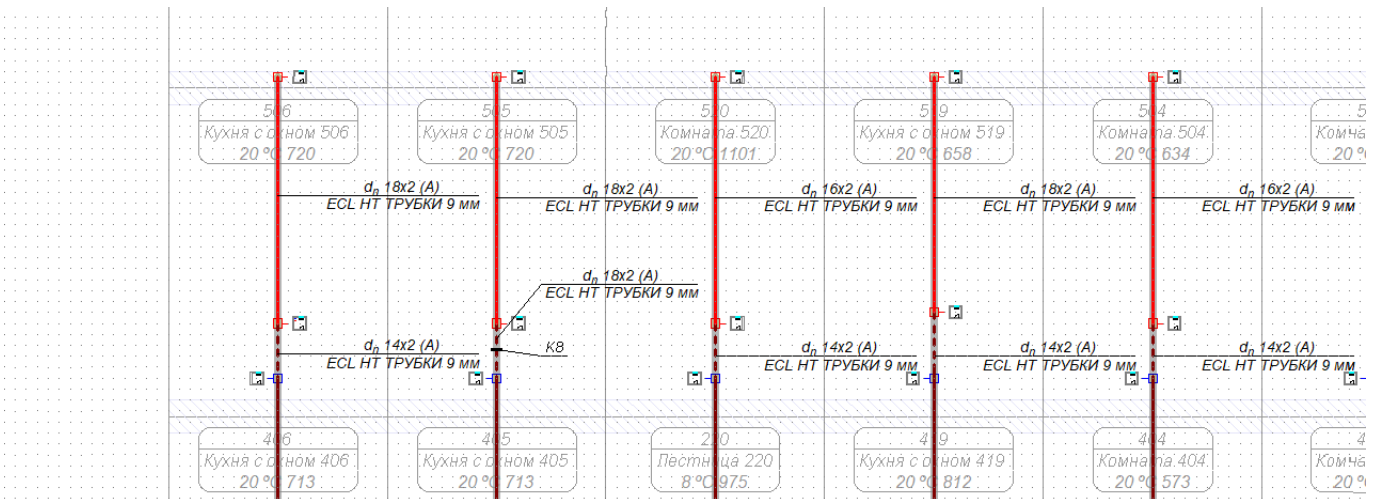 506
505
520
519
504
5
Кухня с окном 506
Кухня с окном 505
Комната 520
Кухня с окном 519
Комната 504
Комна
20 ºC 720
20 ºC 720
20 ºC 1101
20 ºC 658
20 ºC 634
20 º
dn 18x2 (A)
ECL HT ТРУБКИ 9 мм
dn 18x2 (A)
ECL HT ТРУБКИ 9 мм
dn 16x2 (A)
ECL HT ТРУБКИ 9 мм
dn 18x2 (A)
ECL HT ТРУБКИ 9 мм
dn 16x2 (A)
ECL HT ТРУБКИ 9 мм
dn 18x2 (A)
ECL HT ТРУБКИ 9 мм
K8
dn 14x2 (A)
ECL HT ТРУБКИ 9 мм
dn 14x2 (A)
ECL HT ТРУБКИ 9 мм
dn 14x2 (A)
ECL HT ТРУБКИ 9 мм
dn 14x2 (A)
ECL HT ТРУБКИ 9 мм
406
405
220
419
404
4
Кухня с окном 406
Кухня с окном 405
Лестница 220
Кухня с окном 419
Комната 404
Комна
20 ºC 713
20 ºC 713
8 ºC 975
20 ºC 812
20 ºC 573
20 º